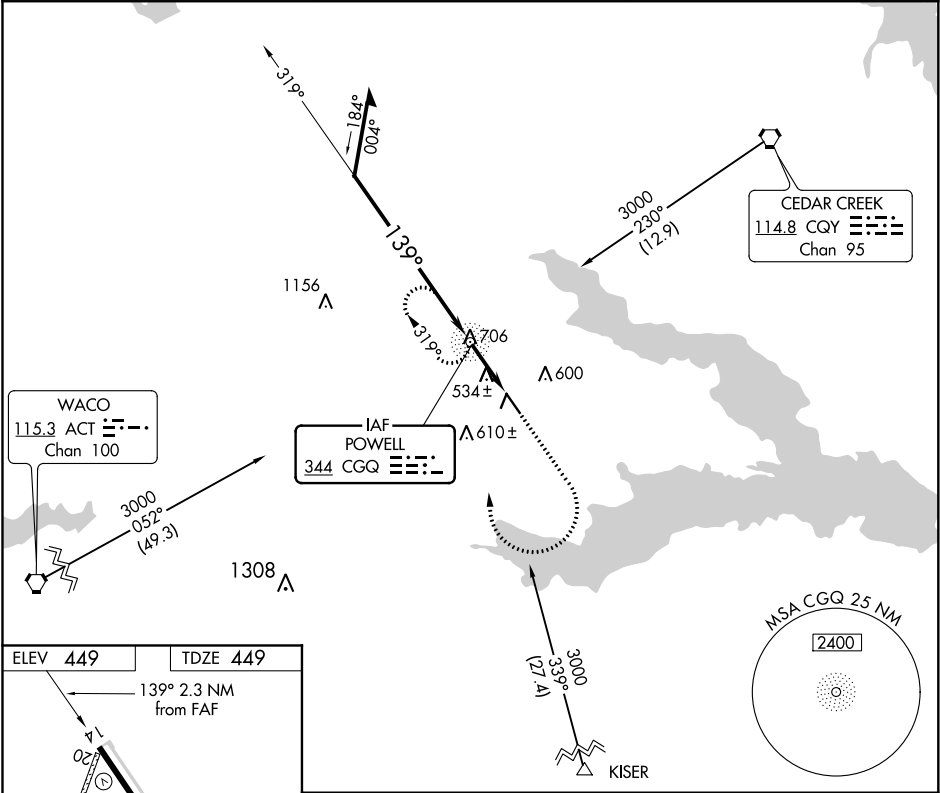 319°
184°
004°
139°
3000
230°
(12.9)
CEDAR CREEK
114.8 CQY
Chan 95
1156
319°
706
534±
600
610±
IAF
POWELL
344 CGQ
WACO
115.3 ACT
Chan 100
3000
052°
(49.3)
1308
3000
339°
(27.4)
KISER
MSA CGQ 25 NM
2400
ELEV 449
TDZE 449
139° 2.3 NM
from FAF
14
20
V